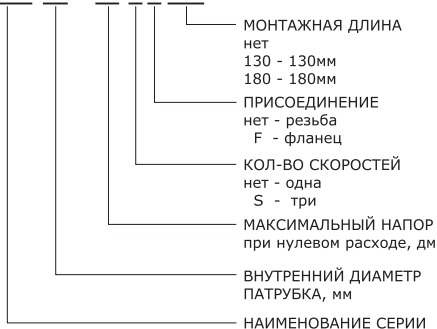 МОНТАЖНАЯ ДЛИНА
нет
130 - 130мм
180 - 180мм
ПРИСОЕДИНЕНИЕ
нет - резьба
F - фланец
КОЛ-ВО СКОРОСТЕЙ
нет - одна
S - три
МАКСИМАЛЬНЫЙ НАПОР
при нулевом расходе, дм
ВНУТРЕННИЙ ДИАМЕТР
ПАТРУБКА, мм
НАИМЕНОВАНИЕ СЕРИИ